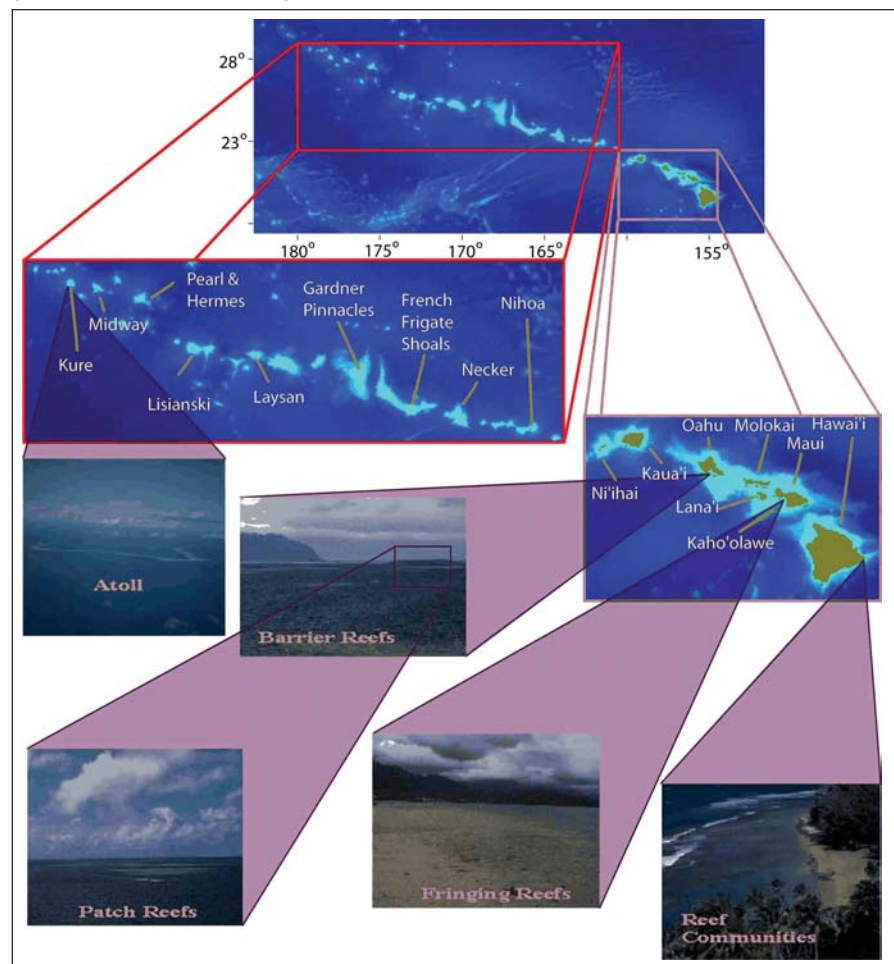 28°
23°
180°
175°
170°
165°
155°
Pearl &
Hermes
Midway
Kure
Lisianski
Laysan
Gardner
Pinnacles
French
Frigate
Shoals
Necker
Nihoa
Oahu
Molokai
Hawai'i
Maui
Kaua'i
Ni'ihai
Lana'i
Kaho'olawe
Atoll
Barrier Reefs
Patch Reefs
Fringing Reefs
Reef
Communities